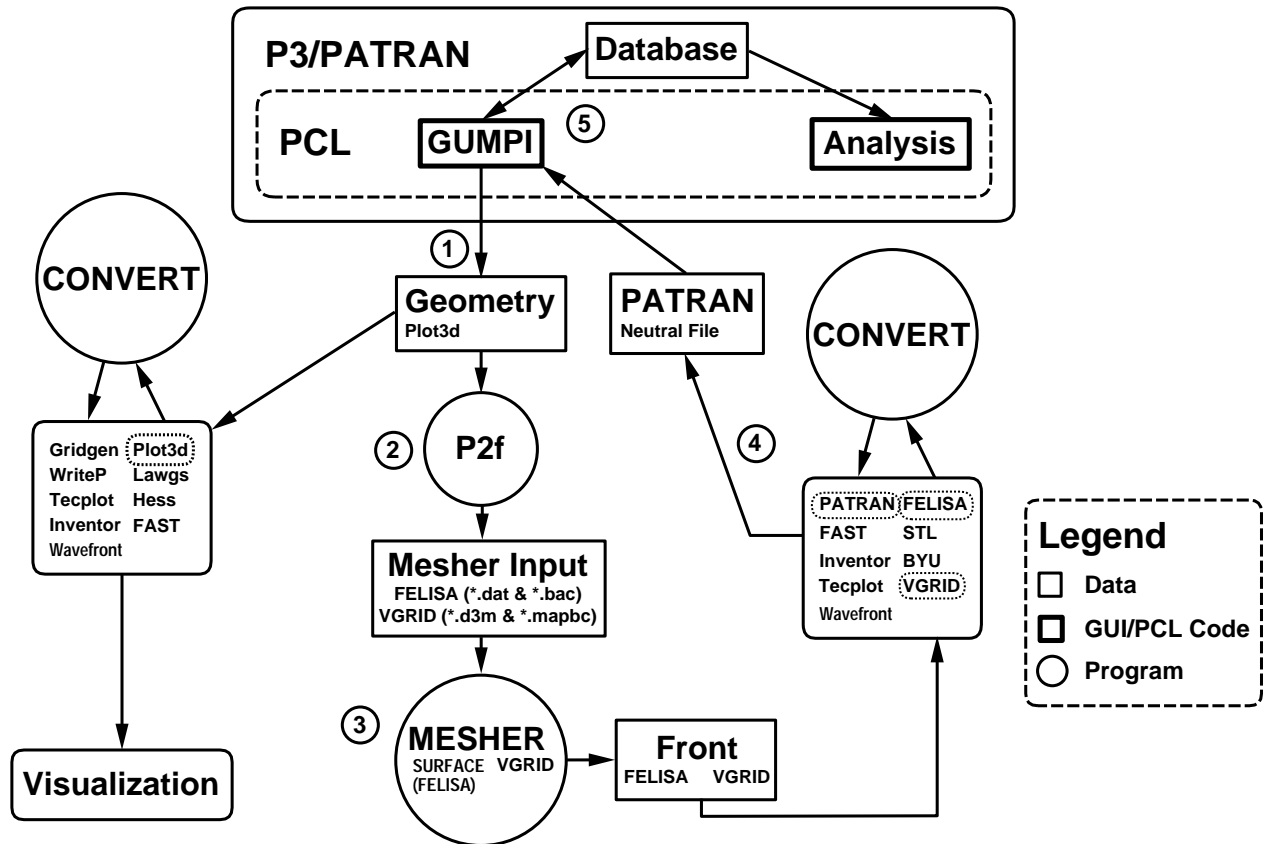 P3/PATRAN
Database
PCL
GUMPI
5
Analysis
CONVERT
1
Geometry
Plot3d
PATRAN
Neutral File
CONVERT
Gridgen Plot3d
WriteP Lawgs
Tecplot Hess
Inventor FAST
Wavefront
2
P2f
4
PATRAN FELISA
FAST STL
Inventor BYU
Tecplot VGRID
Wavefront
Mesher Input
FELISA (*.dat & *.bac)
VGRID (*.d3m & *.mapbc)
Legend
Data
GUI/PCL Code
Program
3
MESHER
SURFACE VGRID
(FELISA)
Front
FELISA VGRID
Visualization